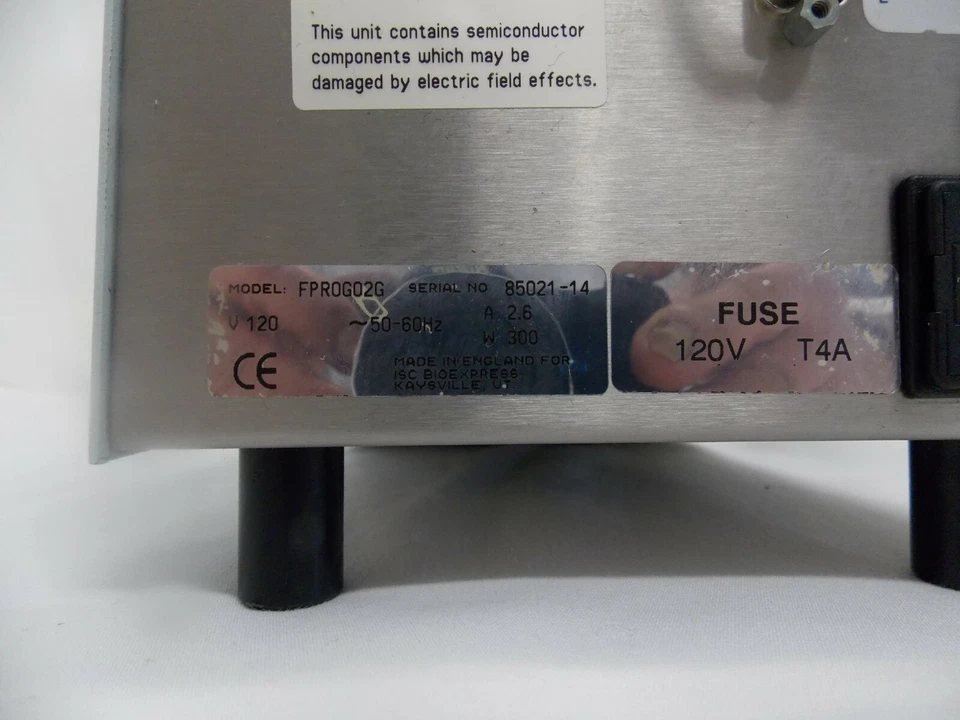 This unit contains semiconductor
components which may be
damaged by electric field effects.
MODEL: FPROG02G SERIAL NO 85021-14
V 120 ~50-60Hz A 2.6
W 300
CE
MADE IN ENGLAND FOR
ISC BIOEXPRESS
KAYSVILLE, UT
FUSE
120V T4A